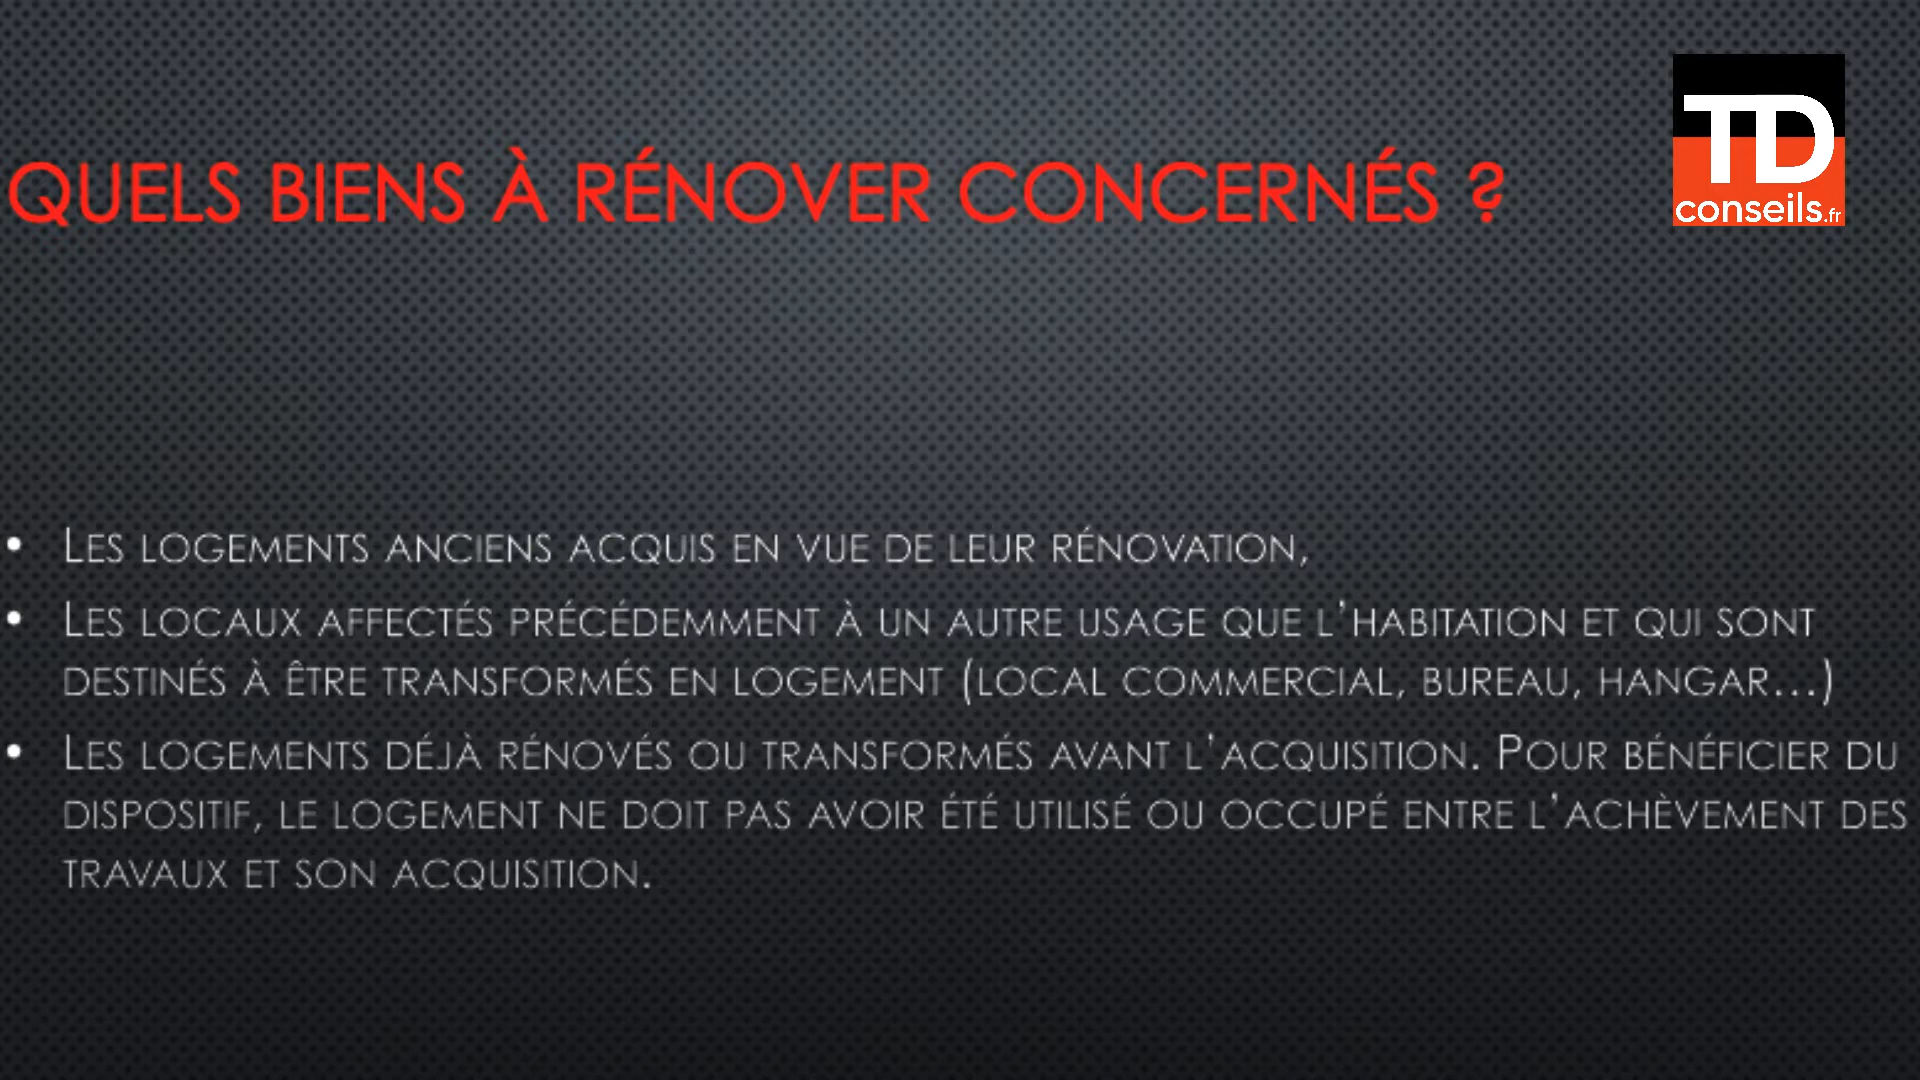 TD
conseils.fr
QUELS BIENS À RÉNOVER CONCERNÉS ?
• LES LOGEMENTS ANCIENS ACQUIS EN VUE DE LEUR RÉNOVATION,
• LES LOCAUX AFFECTÉS PRÉCÉDEMMENT À UN AUTRE USAGE QUE L’HABITATION ET QUI SONT
DESTINÉS À ÊTRE TRANSFORMÉS EN LOGEMENT (LOCAL COMMERCIAL, BUREAU, HANGAR…)
• LES LOGEMENTS DÉJÀ RÉNOVÉS OU TRANSFORMÉS AVANT L’ACQUISITION. POUR BÉNÉFICIER DU
DISPOSITIF, LE LOGEMENT NE DOIT PAS AVOIR ÉTÉ UTILISÉ OU OCCUPÉ ENTRE L’ACHÈVEMENT DES
TRAVAUX ET SON ACQUISITION.